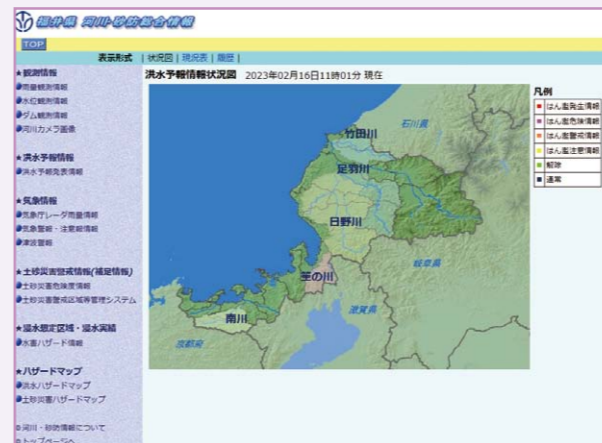 福井県 河川・砂防総合情報
TOP
表示形式 | 状況図 | 現況表 | 履歴 |
★観測情報
雨量観測情報
水位観測情報
ダム観測情報
河川カメラ画像
★洪水予報情報
洪水予報発表情報
★気象情報
気象庁レーダ雨量情報
気象警報・注意報情報
津波警報
★土砂災害警戒情報(補足情報)
土砂災害危険度情報
土砂災害警戒区域等管理システム
★浸水想定区域・浸水実績
水害ハザード情報
★ハザードマップ
洪水ハザードマップ
土砂災害ハザードマップ
河川・砂防情報について
トップページへ
洪水予報情報状況図 2023年02月16日11時01分 現在
石川県
竹田川
足羽川
日野川
岐阜県
笙の川
滋賀県
南川
京都府
凡例
はん濫発生情報
はん濫危険情報
はん濫警戒情報
はん濫注意情報
解除
通常